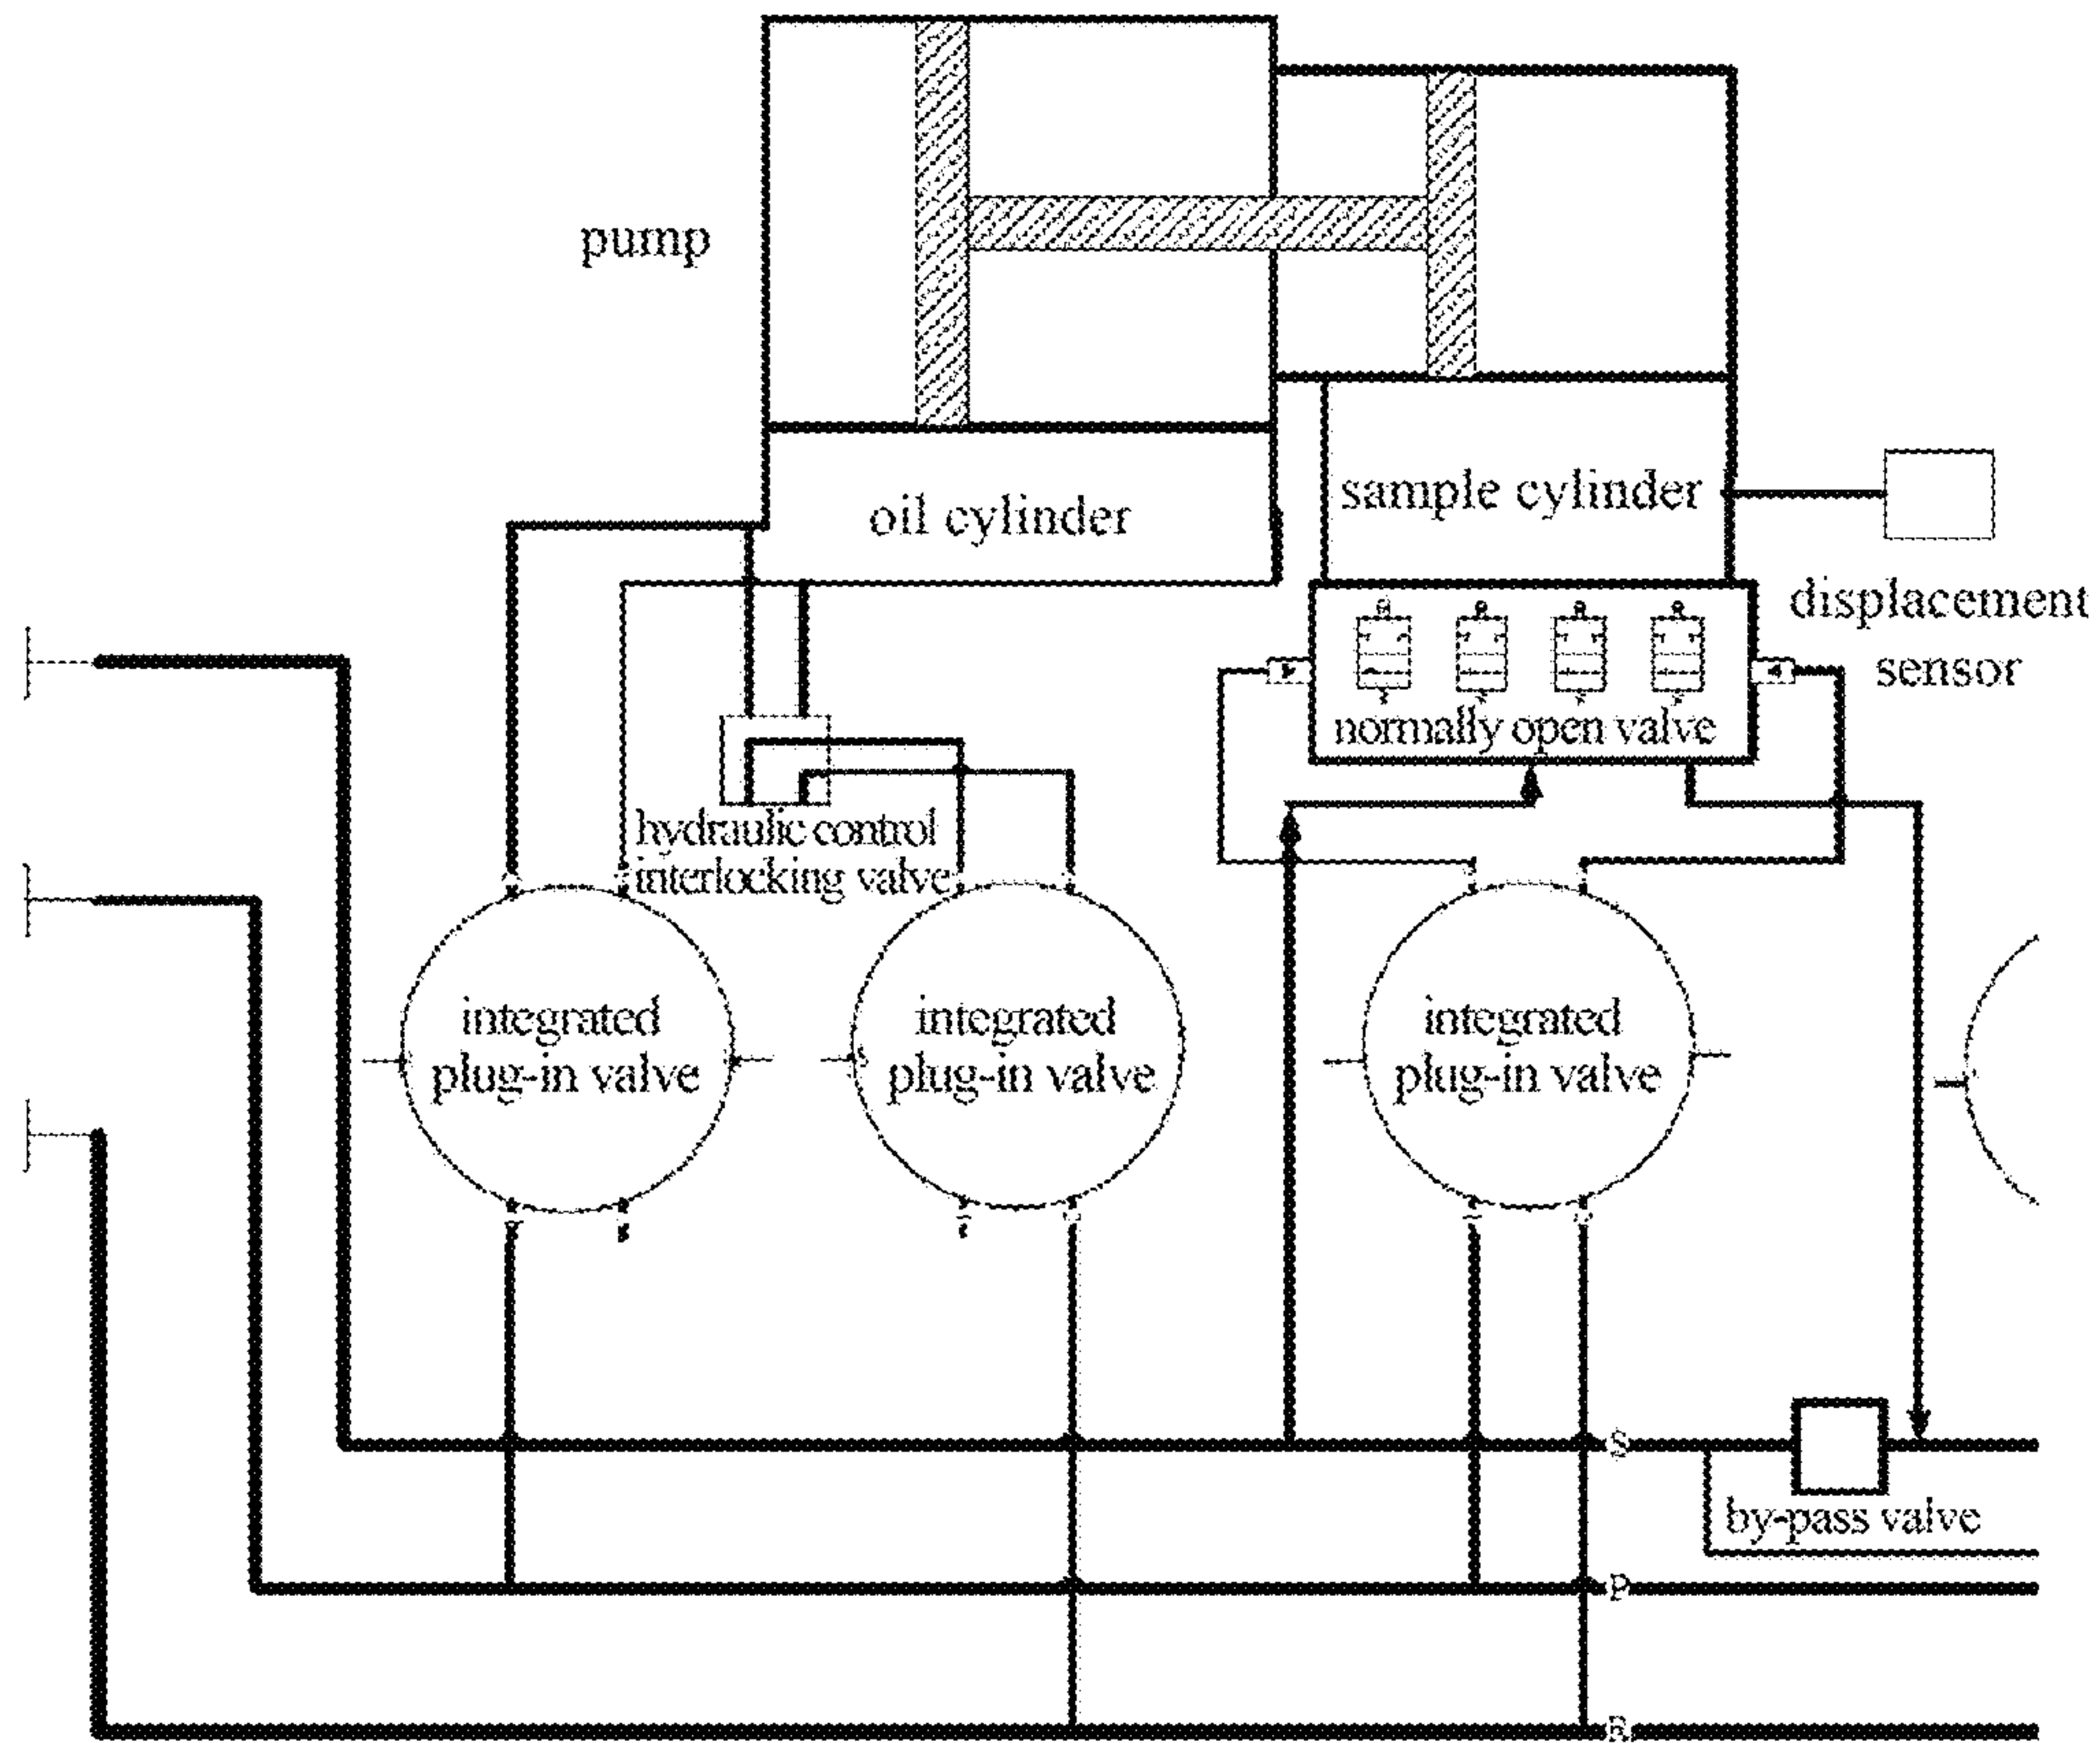 pump
oil cylinder
sample cylinder
displacement
sensor
normally open valve
hydraulic control
interlocking valve
integrated
plug-in valve
integrated
plug-in valve
integrated
plug-in valve
S
by-pass valve
P
R